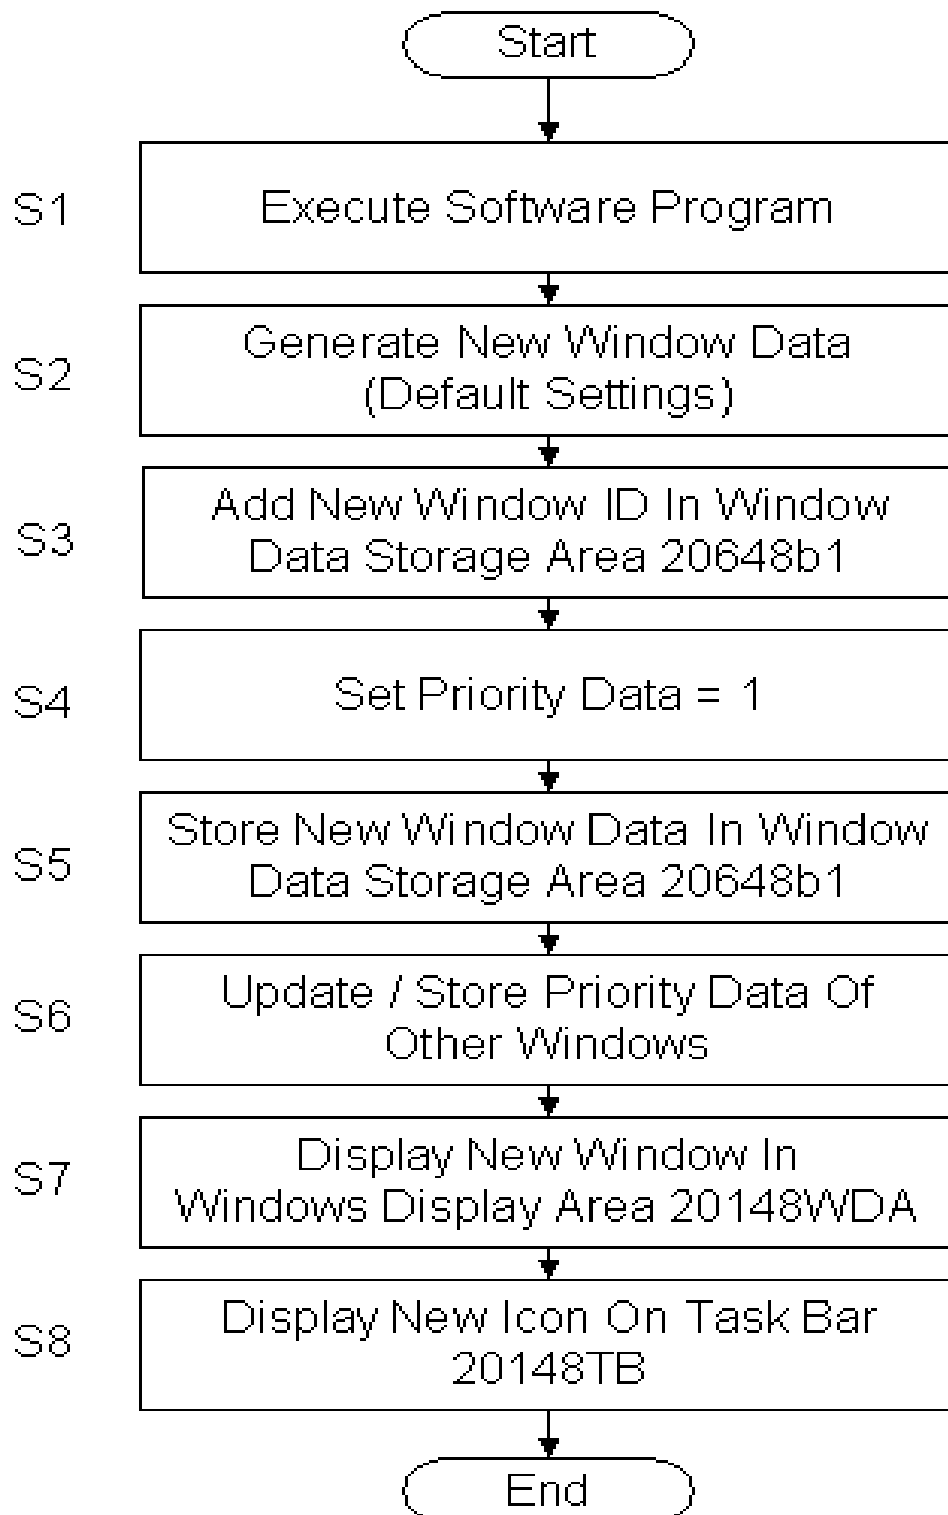 Start
S1
Execute Software Program
S2
Generate New Window Data
(Default Settings)
S3
Add New Window ID In Window
Data Storage Area 20648b1
S4
Set Priority Data = 1
S5
Store New Window Data In Window
Data Storage Area 20648b1
S6
Update / Store Priority Data Of
Other Windows
S7
Display New Window In
Windows Display Area 20148WDA
S8
Display New Icon On Task Bar
20148TB
End